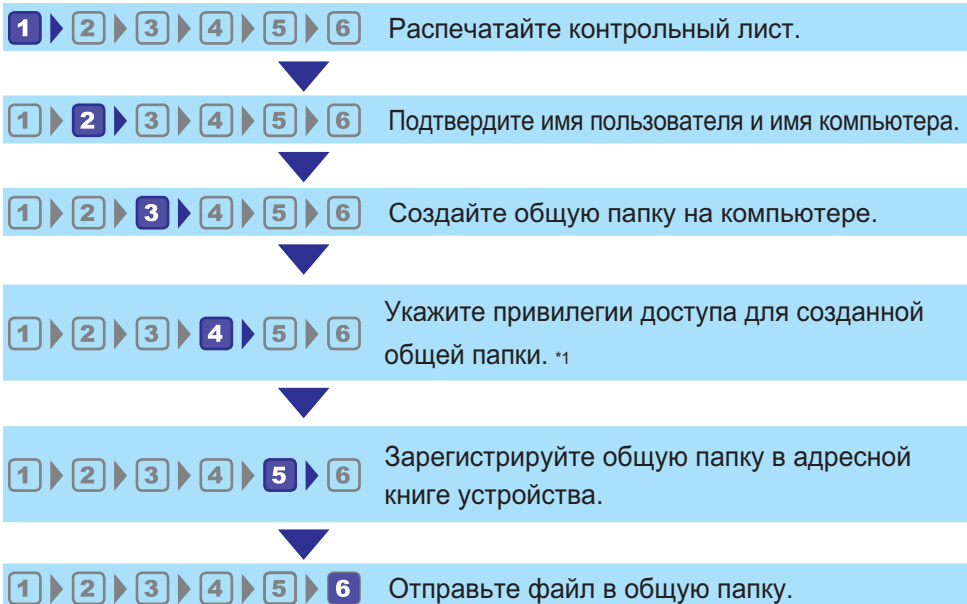 1 2 3 4 5 6 Распечатайте контрольный лист.
1 2 3 4 5 6 Подтвердите имя пользователя и имя компьютера.
1 2 3 4 5 6 Создайте общую папку на компьютере.
Укажите привилегии доступа для созданной
1 2 3 4 5 6
общей папки. *1
Зарегистрируйте общую папку в адресной
1 2 3 4 5 6
книге устройства.
1 2 3 4 5 6 Отправьте файл в общую папку.